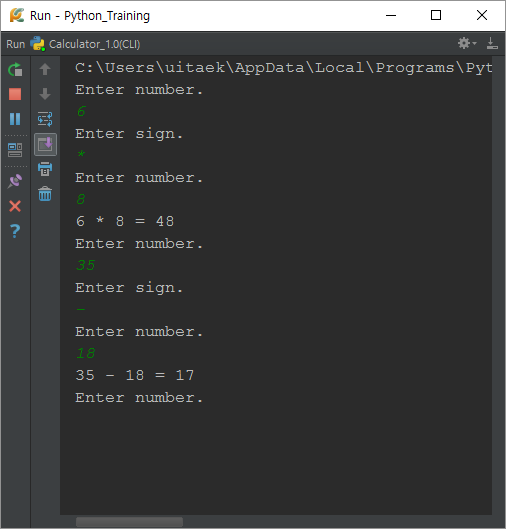 Run - Python_Training
Run Calculator_1.0(CLI)
C:\Users\uitaek\AppData\Local\Programs\Pyt
Enter number.
6
Enter sign.
*
Enter number.
8
6 * 8 = 48
Enter number.
35
Enter sign.
-
Enter number.
18
35 - 18 = 17
Enter number.